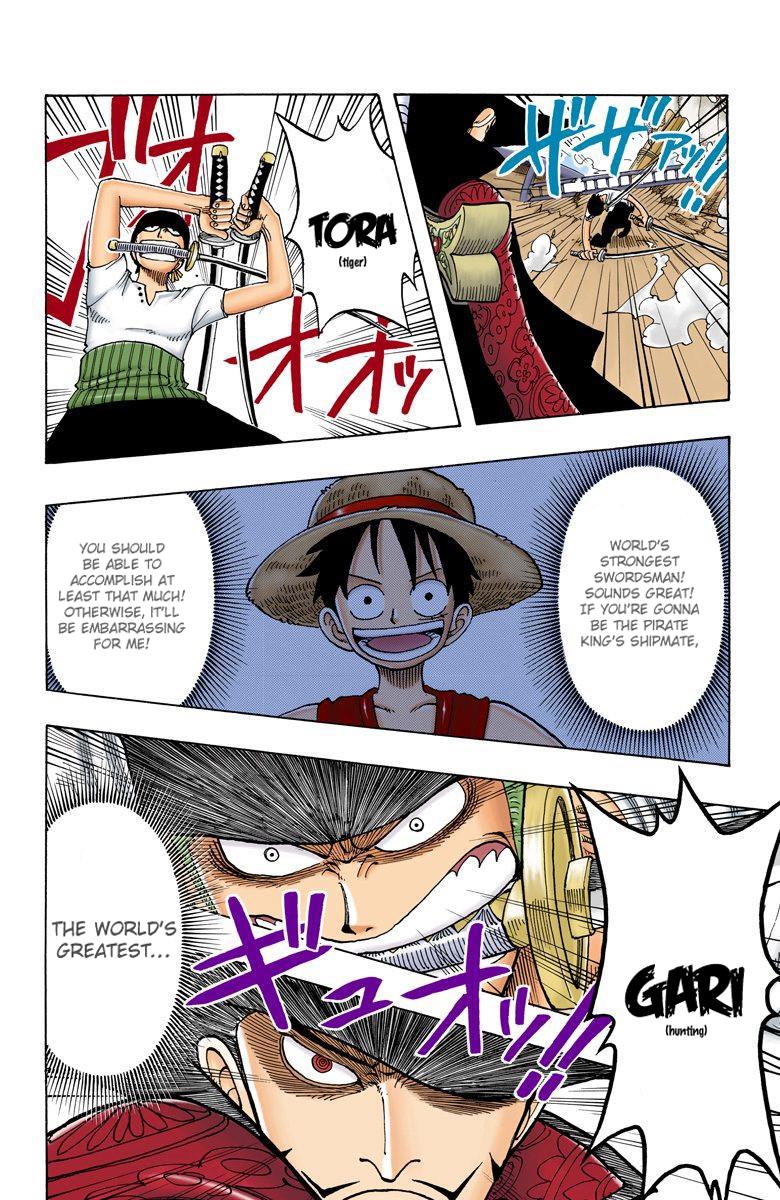 ザザァッ!!
TORA
(tiger)
オオッ
WORLD'S
STRONGEST
SWORDSMAN!
SOUNDS GREAT!
IF YOU'RE GONNA
BE THE PIRATE
KING'S SHIPMATE,
YOU SHOULD
BE ABLE TO
ACCOMPLISH AT
LEAST THAT MUCH!
OTHERWISE, IT'LL
BE EMBARRASSING
FOR ME!
GARI
(hunting)
ギュオッ!!
THE WORLD'S
GREATEST...